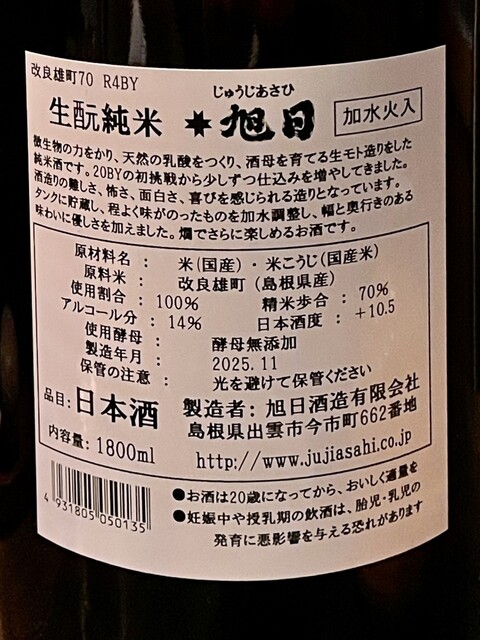 改良雄町70 R4BY
じゅうじあさひ
生酛純米 ✷ 旭日 加水火入
微生物の力をかり、天然の乳酸をつくり、酒母を育てる生モト造りをした
純米酒です。20BYの初挑戦から少しずつ仕込みを増やしてきました。
酒造りの難しさ、怖さ、面白さ、喜びを感じられる造りとなっています。
タンクに貯蔵し、程よく味がのったものを加水調整し、幅と奥行きのある
味わいに優しさを加えました。燗でさらに楽しめるお酒です。
原材料名 : 米(国産)・米こうじ(国産米)
原料米 : 改良雄町(島根県産)
使用割合 : 100% 精米歩合 : 70%
アルコール分 : 14% 日本酒度 : +10.5
使用酵母 : 酵母無添加
製造年月 : 2025.11
保管の注意 : 光を避けて保管ください
品目:日本酒 製造者:旭日酒造有限会社
島根県出雲市今市町662番地
内容量:1800ml http://www.jujiasahi.co.jp
●お酒は20歳になってから、おいしく適量を
●妊娠中や授乳期の飲酒は、胎児・乳児の
発育に悪影響を与える恐れがあります
4 931805 050135